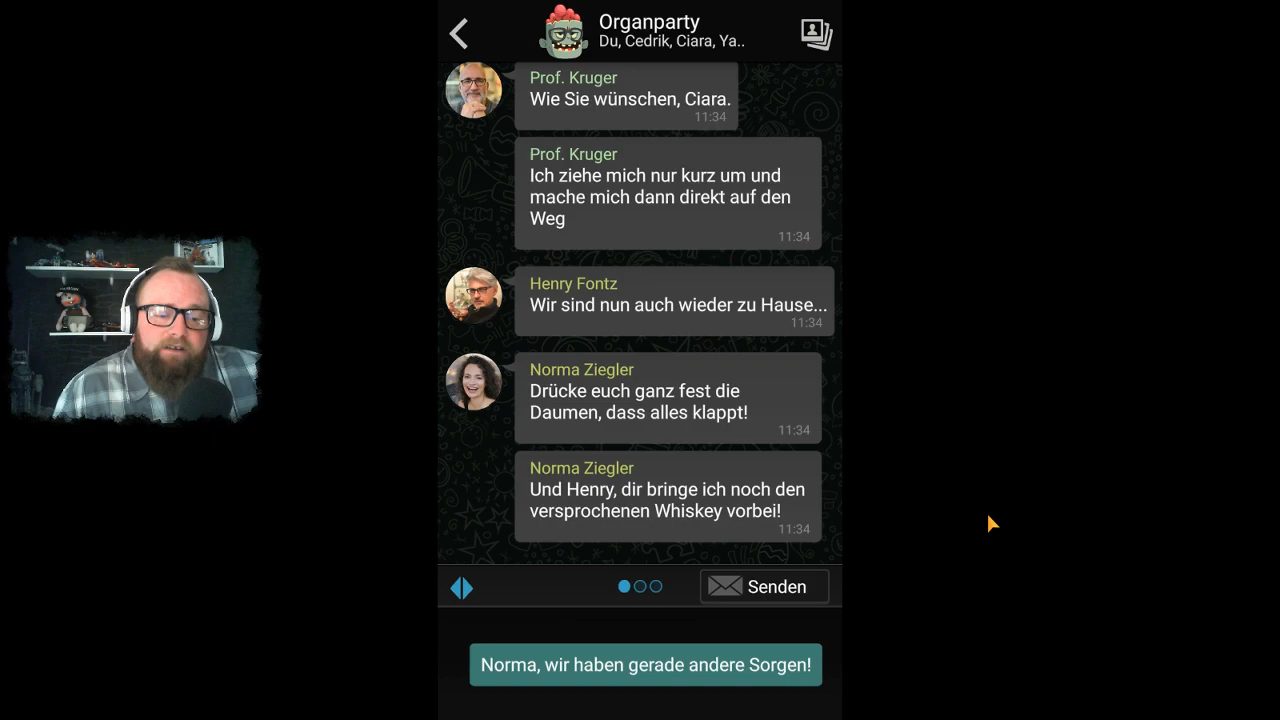 Organparty
Du, Cedrik, Ciara, Ya..
Prof. Kruger
Wie Sie wünschen, Ciara.
11:34
Prof. Kruger
Ich ziehe mich nur kurz um und
mache mich dann direkt auf den
Weg
11:34
Henry Fontz
Wir sind nun auch wieder zu Hause...
11:34
Norma Ziegler
Drücke euch ganz fest die
Daumen, dass alles klappt!
11:34
Norma Ziegler
Und Henry, dir bringe ich noch den
versprochenen Whiskey vorbei!
11:34
Senden
Norma, wir haben gerade andere Sorgen!